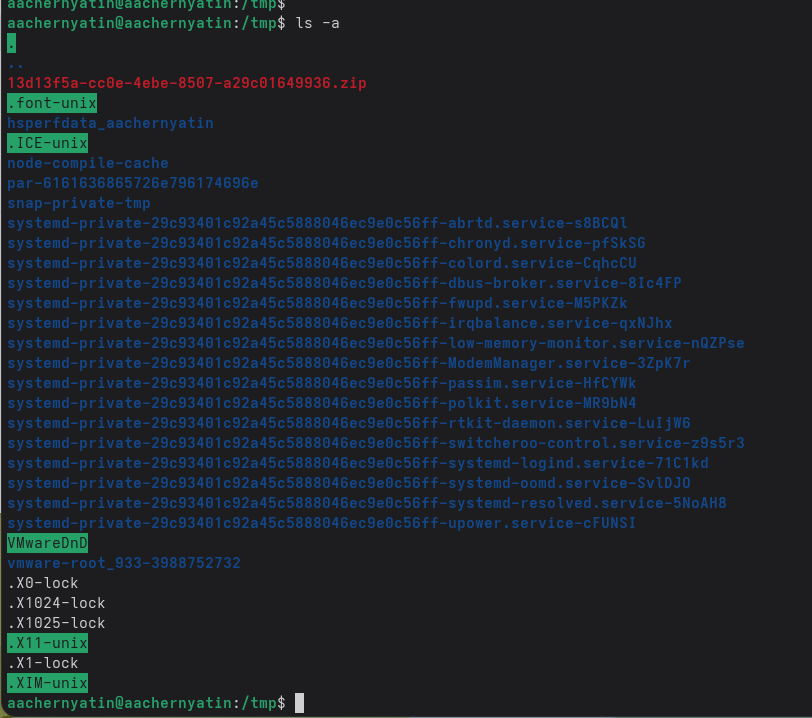 aachernyatin@aachernyatin:/tmp$
aachernyatin@aachernyatin:/tmp$ ls -a
.
..
13d13f5a-cc0e-4ebe-8507-a29c01649936.zip
.font-unix
hsperfdata_aachernyatin
.ICE-unix
node-compile-cache
par-6161636865726e796174696e
snap-private-tmp
systemd-private-29c93401c92a45c5888046ec9e0c56ff-abrtd.service-s8BCQl
systemd-private-29c93401c92a45c5888046ec9e0c56ff-chronyd.service-pfSkSG
systemd-private-29c93401c92a45c5888046ec9e0c56ff-colord.service-CqhcCU
systemd-private-29c93401c92a45c5888046ec9e0c56ff-dbus-broker.service-8Ic4FP
systemd-private-29c93401c92a45c5888046ec9e0c56ff-fwupd.service-M5PKZk
systemd-private-29c93401c92a45c5888046ec9e0c56ff-irqbalance.service-qxNJhx
systemd-private-29c93401c92a45c5888046ec9e0c56ff-low-memory-monitor.service-nQZPse
systemd-private-29c93401c92a45c5888046ec9e0c56ff-ModemManager.service-3ZpK7r
systemd-private-29c93401c92a45c5888046ec9e0c56ff-passim.service-HfCYWk
systemd-private-29c93401c92a45c5888046ec9e0c56ff-polkit.service-MR9bN4
systemd-private-29c93401c92a45c5888046ec9e0c56ff-rtkit-daemon.service-LuIjW6
systemd-private-29c93401c92a45c5888046ec9e0c56ff-switcheroo-control.service-z9s5r3
systemd-private-29c93401c92a45c5888046ec9e0c56ff-systemd-logind.service-71C1kd
systemd-private-29c93401c92a45c5888046ec9e0c56ff-systemd-oomd.service-SvlDJO
systemd-private-29c93401c92a45c5888046ec9e0c56ff-systemd-resolved.service-5NoAH8
systemd-private-29c93401c92a45c5888046ec9e0c56ff-upower.service-cFUNSI
VMwareDnD
vmware-root_933-3988752732
.X0-lock
.X1024-lock
.X1025-lock
.X11-unix
.X1-lock
.XIM-unix
aachernyatin@aachernyatin:/tmp$